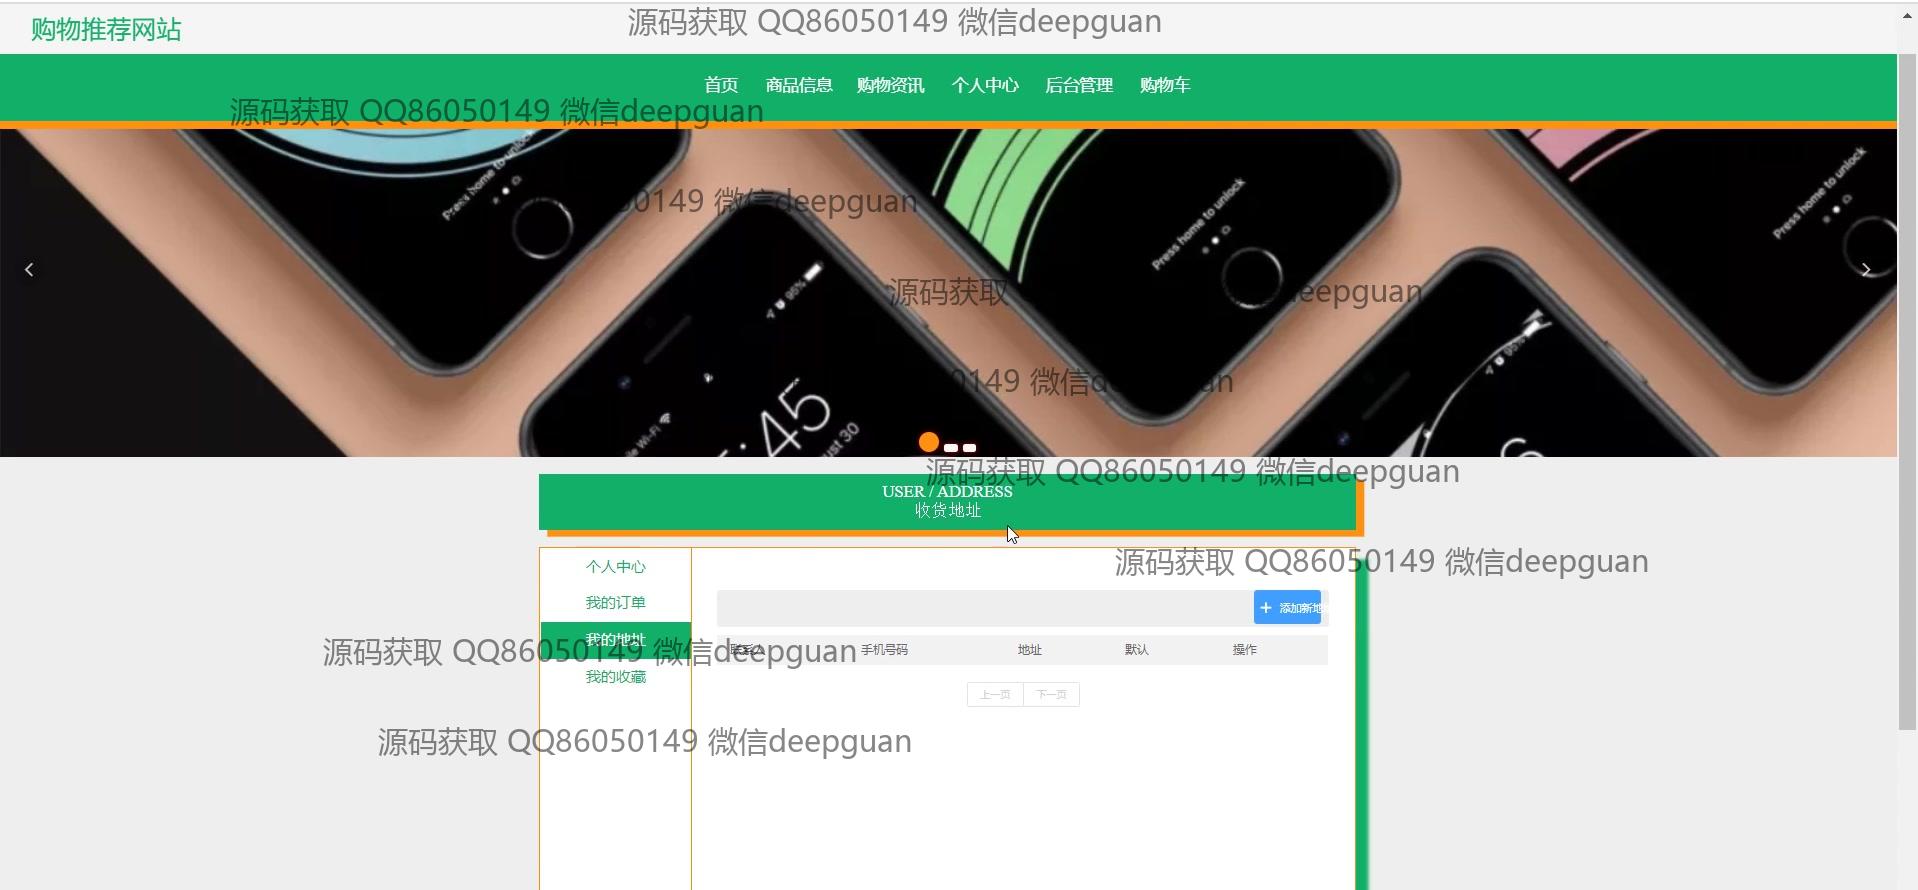 购物推荐网站
源码获取 QQ86050149 微信deepguan
首页 商品信息 购物资讯 个人中心 后台管理 购物车
源码获取 QQ86050149 微信deepguan
Press home to unlock
Press home to unlock
Press home to unlock
0149 微信deepguan
95%
源码获取 deepguan
95%
0149 微信de an
:45
Wi-Fi
ust 30
源码获取 QQ86050149 微信deepguan
USER / ADDRESS
收货地址
源码获取 QQ86050149 微信deepguan
个人中心
我的订单
我的地址
我的收藏
添加新地
源码获取 QQ86050149 微信deepguan
联系人 手机号码 地址 默认 操作
上一页 下一页
源码获取 QQ86050149 微信deepguan